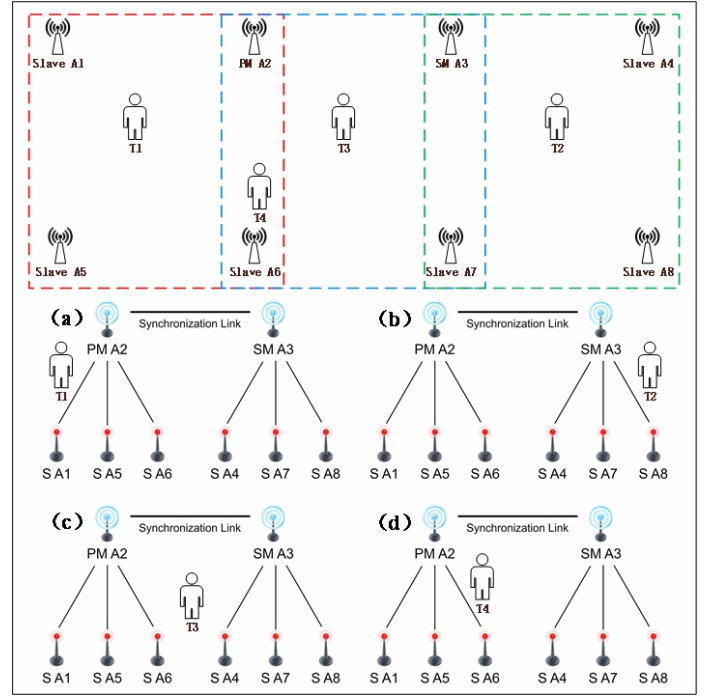 Slave A1 PM A2 SM A3 Slave A4
T1 T3 T2
T4
Slave A5 Slave A6 Slave A7 Slave A8
(a) Synchronization Link
PM A2 SM A3
T1
S A1 S A5 S A6 S A4 S A7 S A8
(b) Synchronization Link
PM A2 SM A3
T2
S A1 S A5 S A6 S A4 S A7 S A8
(c) Synchronization Link
PM A2 SM A3
T3
S A1 S A5 S A6 S A4 S A7 S A8
(d) Synchronization Link
PM A2 SM A3
T4
S A1 S A5 S A6 S A4 S A7 S A8